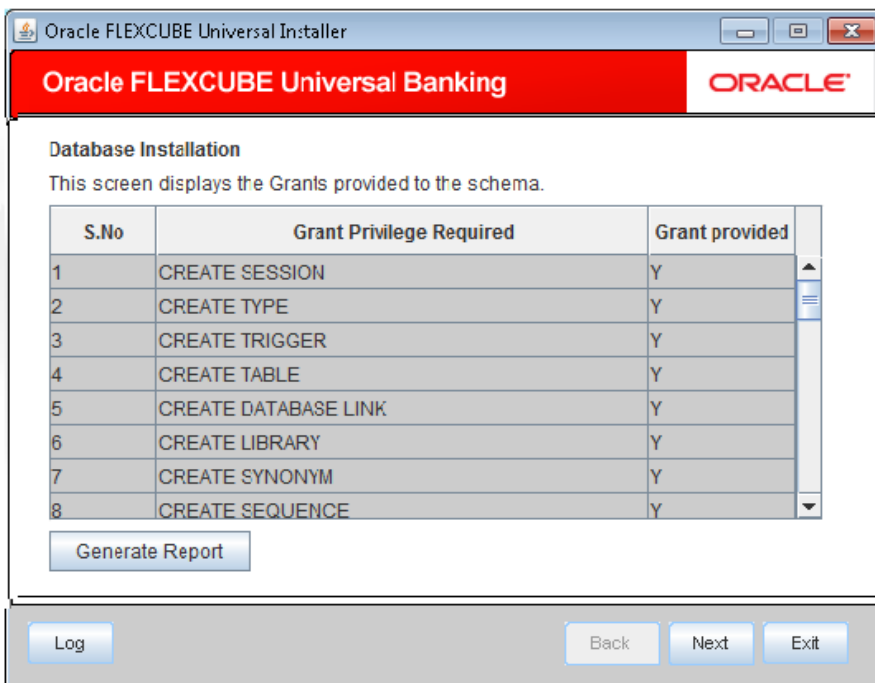 Oracle FLEXCUBE Universal Installer
Oracle FLEXCUBE Universal Banking
ORACLE
Database Installation
This screen displays the Grants provided to the schema.
S.No Grant Privilege Required Grant provided
1 CREATE SESSION Y
2 CREATE TYPE Y
3 CREATE TRIGGER Y
4 CREATE TABLE Y
5 CREATE DATABASE LINK Y
6 CREATE LIBRARY Y
7 CREATE SYNONYM Y
8 CREATE SEQUENCE Y
Generate Report
Log Back Next Exit